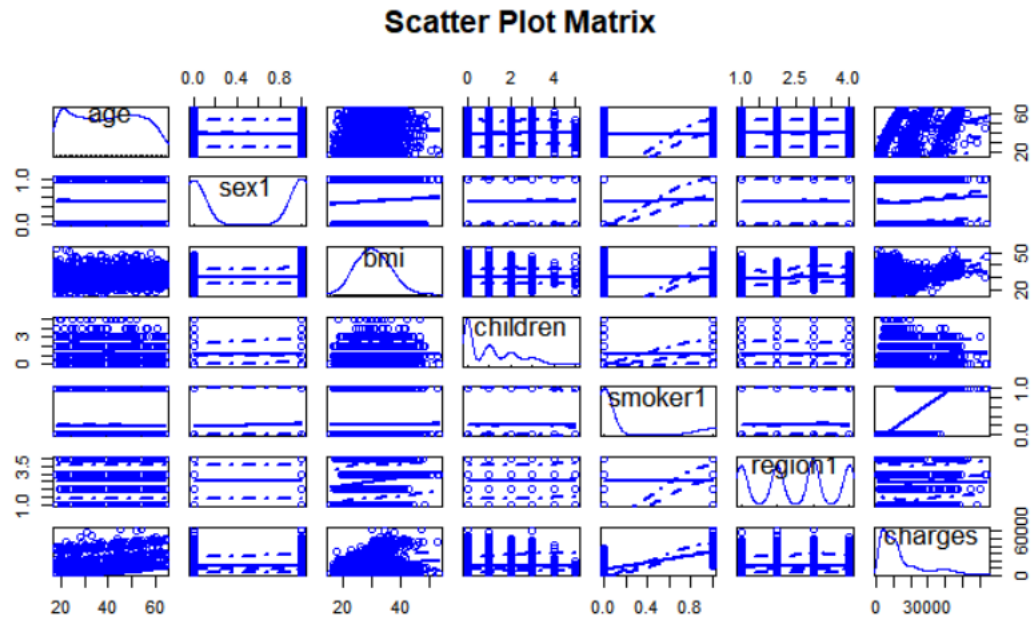 Scatter Plot Matrix
0.0 0.4 0.8 0 2 4 1.0 2.5 4.0
age 20 60
0.0 1.0 sex1
bmi 20 50
0 3 children
smoker1 0.0 1.0
1.0 3.5 region1
charges 0 60000
20 40 60 20 40 0.0 0.4 0.8 0 30000